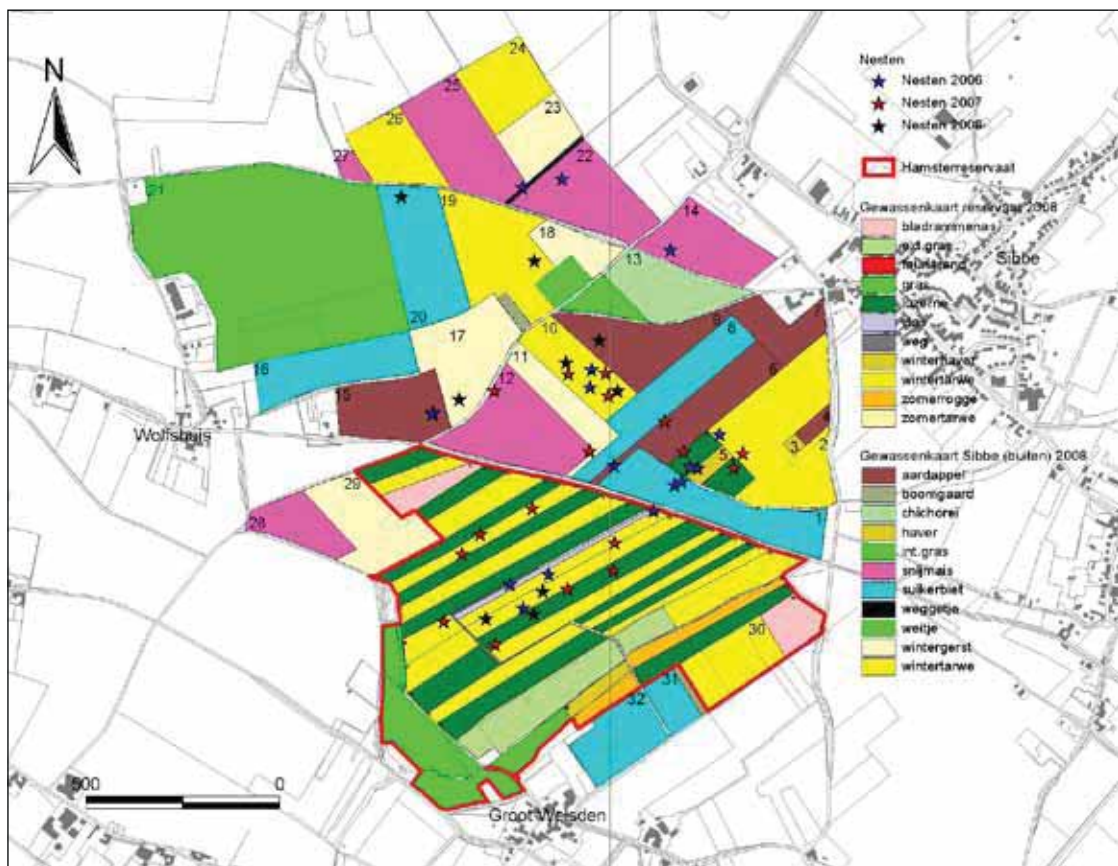 N
Nesten
Nesten 2006
Nesten 2007
Nesten 2008
Hamsterreservaat
Gewassenkaart reservaat 2008
bladrammenas
gras
luzerne
weg
winterhaver
wintertarwe
zomerrogge
zomertarwe
Gewassenkaart Sibbe (buiten) 2008
aardappel
boomgaard
chichorei
haver
int.gras
snijmais
suikerbiet
weggetje
weitje
wintergerst
wintertarwe
24
25
23
26
22
27
21
19
14
18
13
Sibbe
20
10
9
8
7
17
11
16
12
6
15
Wolfshuis
5
3
2
1
29
28
30
31
32
500 0
Groot Welsden